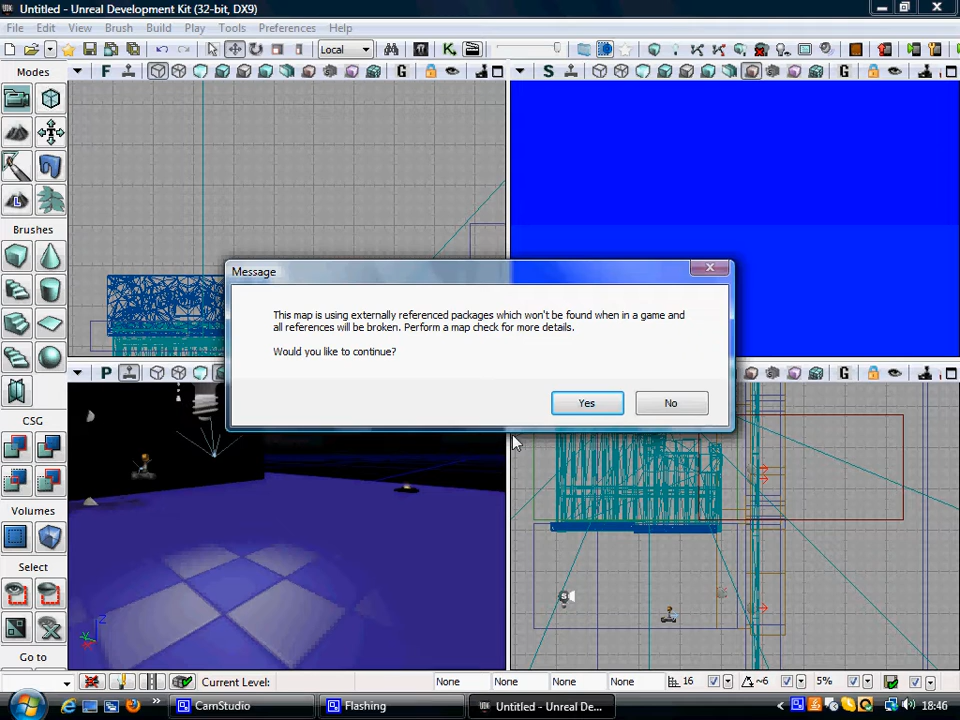 Untitled - Unreal Development Kit (32-bit, DX9)
File Edit View Brush Build Play Tools Preferences Help
Local
Modes
F
G
S
G
Message
This map is using externally referenced packages which won't be found when in a game and
all references will be broken. Perform a map check for more details.
Would you like to continue?
Yes No
Brushes
P
G
CSG
Volumes
Select
S
Z
Go to
Current Level:
None None None None
16
~6
5%
CamStudio
Flashing
Untitled - Unreal De...
18:46